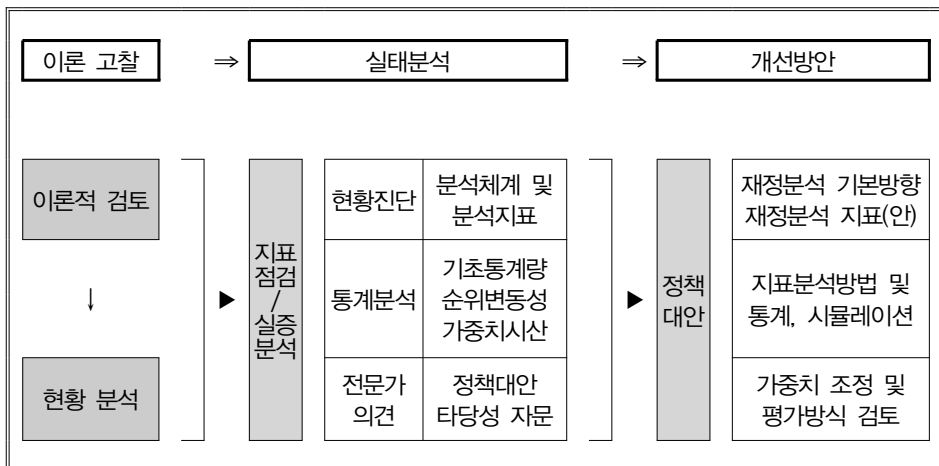 이론 고찰 ⇒ 실태분석 ⇒ 개선방안
이론적 검토
↓
현황 분석
▶
지표
점검
/
실증
분석
현황진단
분석체계 및
분석지표
통계분석
기초통계량
순위변동성
가중치시산
전문가
의견
정책대안
타당성 자문
▶
정책
대안
재정분석 기본방향
재정분석 지표(안)
지표분석방법 및
통계, 시뮬레이션
가중치 조정 및
평가방식 검토